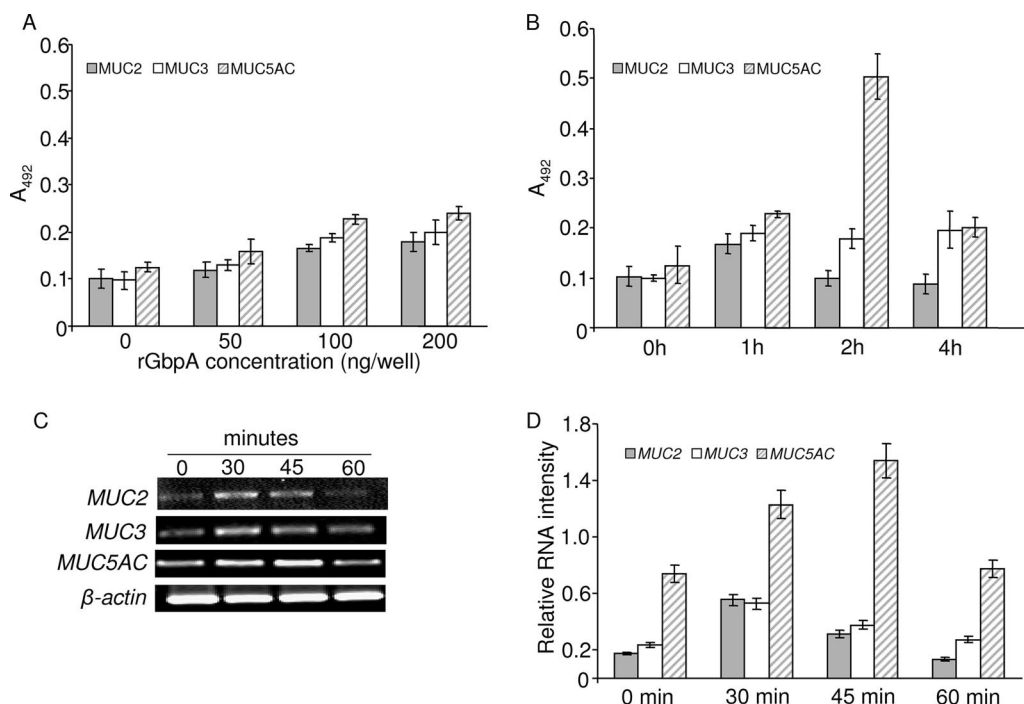 A
0.6
0.5
0.4
0.3
0.2
0.1
0
A492
MUC2 MUC3 MUC5AC
0 50 100 200
rGbpA concentration (ng/well)
B
0.6
0.5
0.4
0.3
0.2
0.1
0
A492
MUC2 MUC3 MUC5AC
0h 1h 2h 4h
C
minutes
0 30 45 60
MUC2
MUC3
MUC5AC
β-actin
D
1.8
1.4
1.0
0.6
0.2
0
Relative RNA intensity
MUC2 MUC3 MUC5AC
0 min 30 min 45 min 60 min